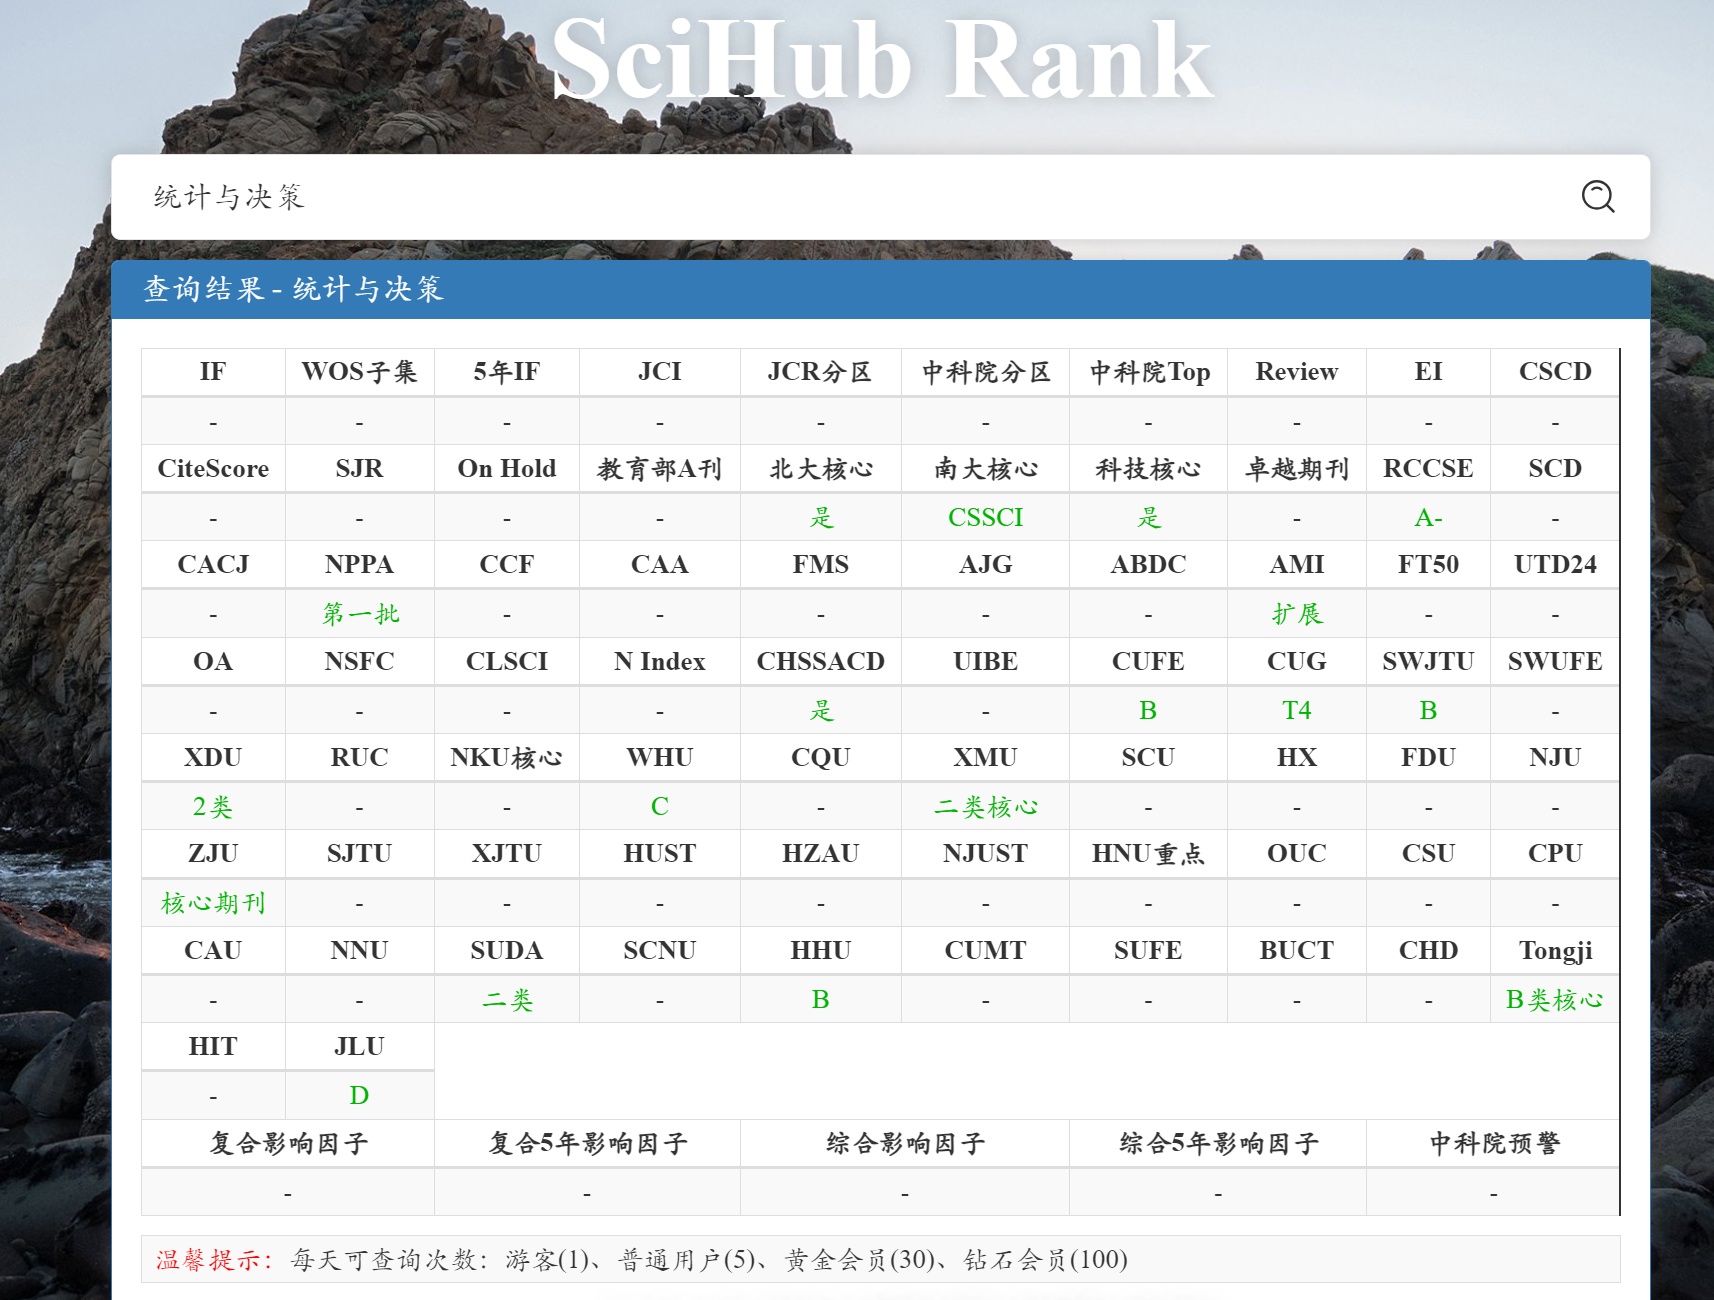 SciHub Rank
统计与决策
查询结果 - 统计与决策
IF WOS子集 5年IF JCI JCR分区 中科院分区 中科院Top Review EI CSCD
- - - - - - - - - -
CiteScore SJR On Hold 教育部A刊 北大核心 南大核心 科技核心 卓越期刊 RCCSE SCD
- - - - 是 CSSCI 是 - A- -
CACJ NPPA CCF CAA FMS AJG ABDC AMI FT50 UTD24
- 第一批 - - - - - 扩展 - -
OA NSFC CLSCI N Index CHSSACD UIBE CUFE CUG SWJTU SWUFE
- - - - 是 - B T4 B -
XDU RUC NKU核心 WHU CQU XMU SCU HX FDU NJU
2类 - - C - 二类核心 - - - -
ZJU SJTU XJTU HUST HZAU NJUST HNU重点 OUC CSU CPU
核心期刊 - - - - - - - - -
CAU NNU SUDA SCNU HHU CUMT SUFE BUCT CHD Tongji
- - 二类 - B - - - - B类核心
HIT JLU
- D
复合影响因子 复合5年影响因子 综合影响因子 综合5年影响因子 中科院预警
- - - - -
温馨提示：每天可查询次数：游客(1)、普通用户(5)、黄金会员(30)、钻石会员(100)